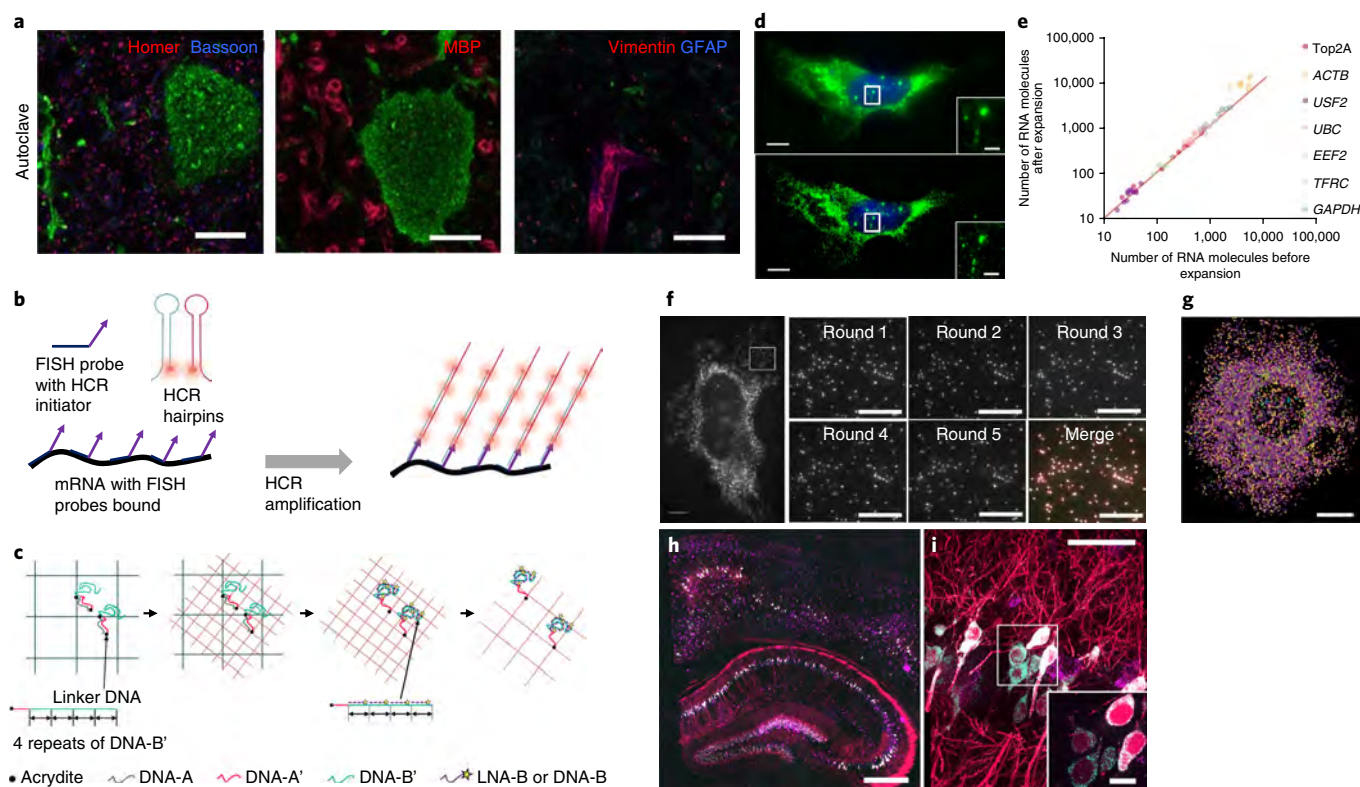 a
Autoclave
Homer Bassoon
MBP
Vimentin GFAP
b
FISH probe
with HCR
initiator
HCR
hairpins
mRNA with FISH
probes bound
HCR
amplification
c
Linker DNA
4 repeats of DNA-B′
Acrydite
DNA-A
DNA-A′
DNA-B′
LNA-B or DNA-B
d
e
Number of RNA molecules
after expansion
100,000
10,000
1,000
100
10
10
100
1,000
10,000
100,000
Number of RNA molecules before
expansion
Top2A
ACTB
USF2
UBC
EEF2
TFRC
GAPDH
f
Round 1
Round 2
Round 3
Round 4
Round 5
Merge
g
h
i